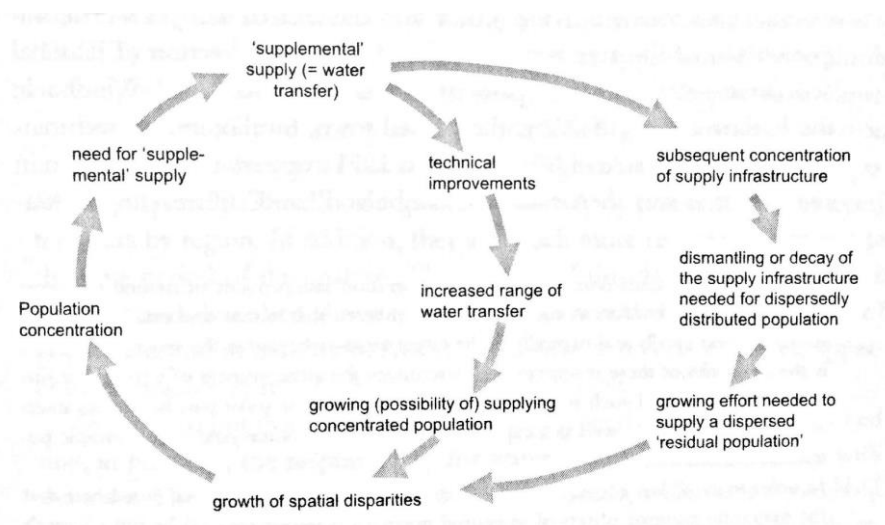 ‘supplemental’
supply (= water
transfer)
need for ‘supple-
mental’ supply
technical
improvements
subsequent concentration
of supply infrastructure
dismantling or decay of
the supply infrastructure
needed for dispersedly
distributed population
Population
concentration
increased range of
water transfer
growing (possibility of) supplying
concentrated population
growing effort needed to
supply a dispersed
‘residual population’
growth of spatial disparities